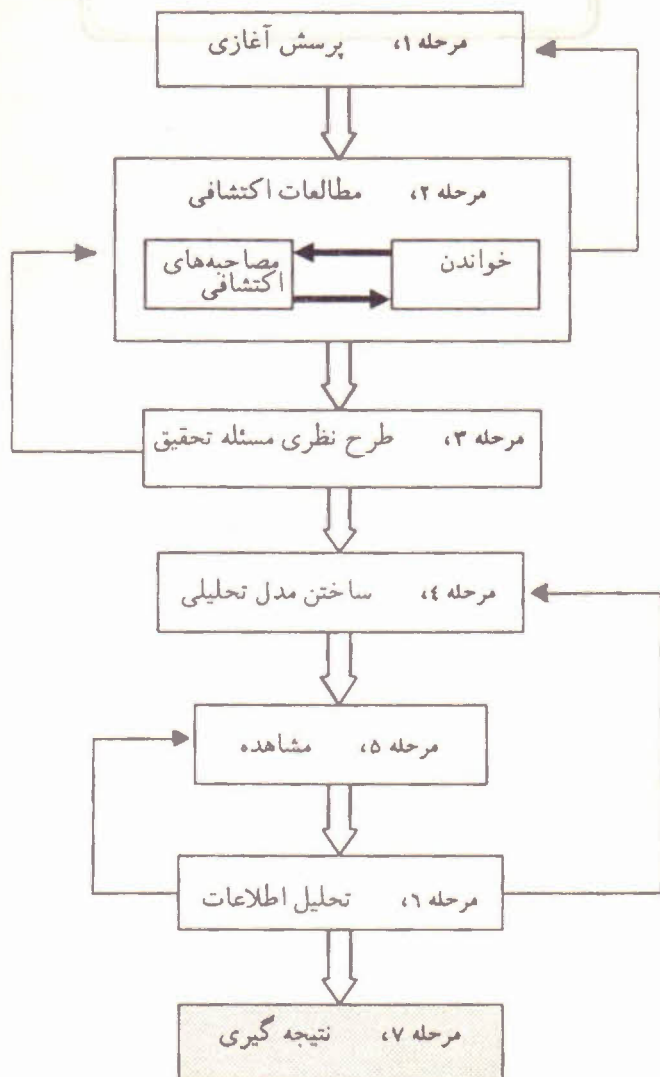 مرحله ۱، پرسش آغازی
مرحله ۲، مطالعات اکتشافی
خواندن
مصاحبه‌های
اکتشافی
مرحله ۳، طرح نظری مسئله تحقیق
مرحله ٤، ساختن مدل تحلیلی
مرحله ۵، مشاهده
مرحله ٦، تحلیل اطلاعات
مرحله ۷، نتیجه گیری